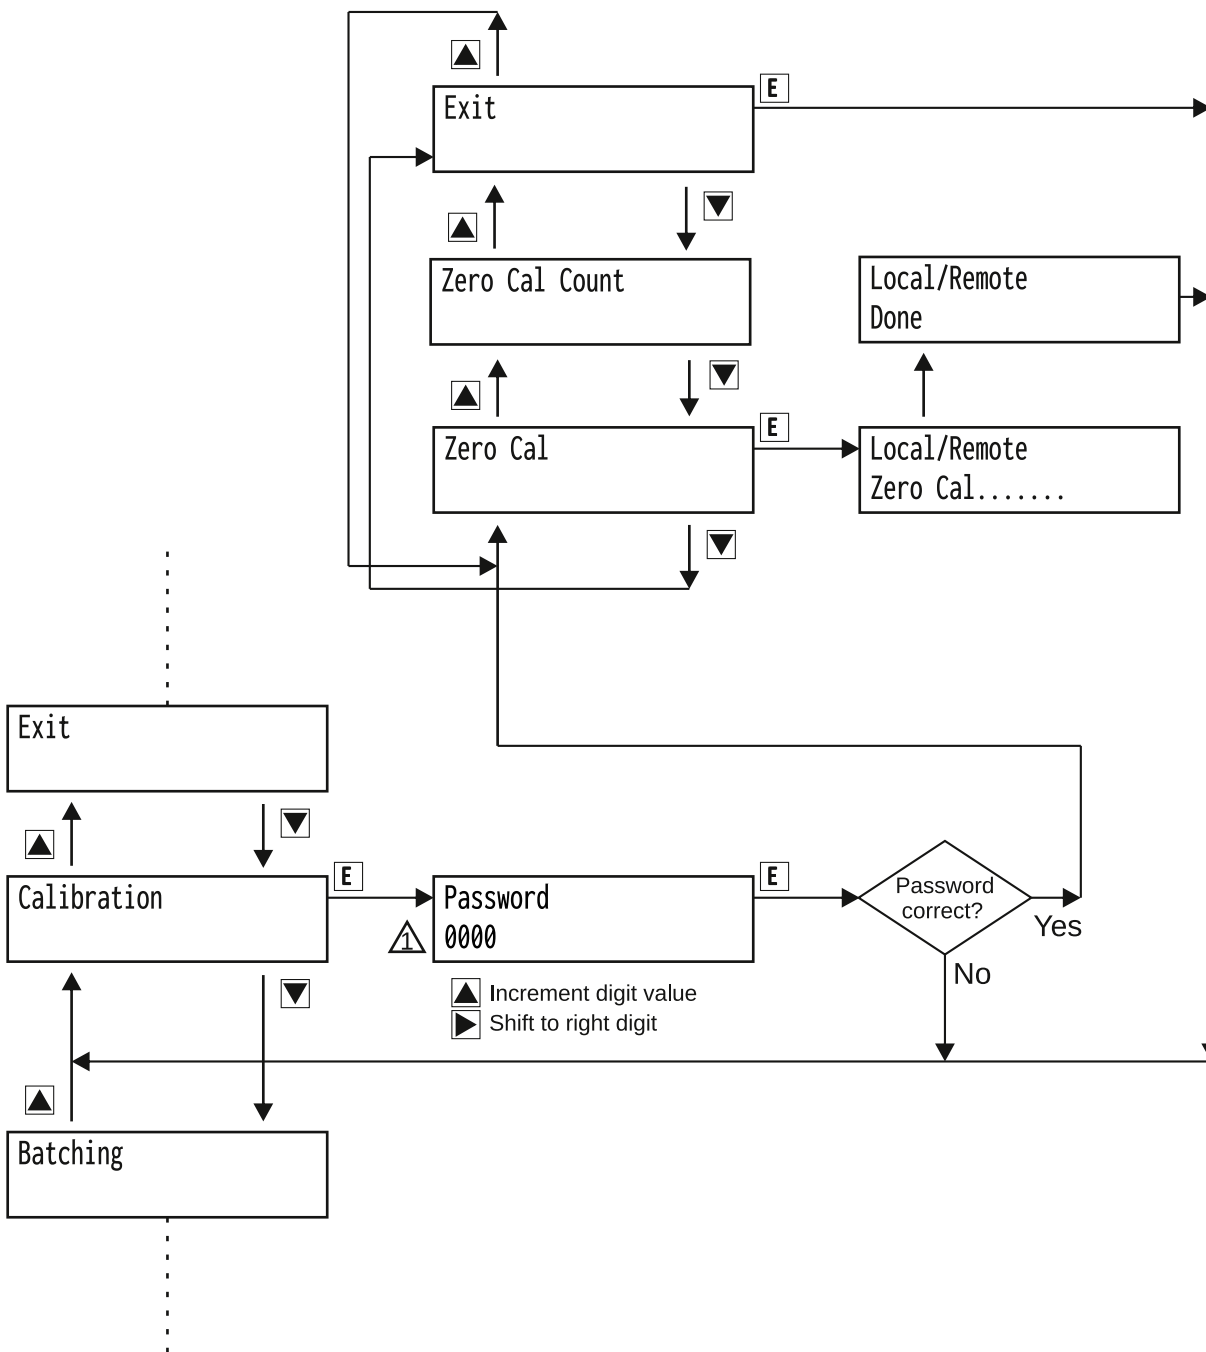 E
Exit
Zero Cal Count
Local/Remote
Done
E
Zero Cal
Local/Remote
Zero Cal.......
Exit
E
Calibration
E
Password
0000
1
Password
correct?
Yes
No
Increment digit value
Shift to right digit
Batching